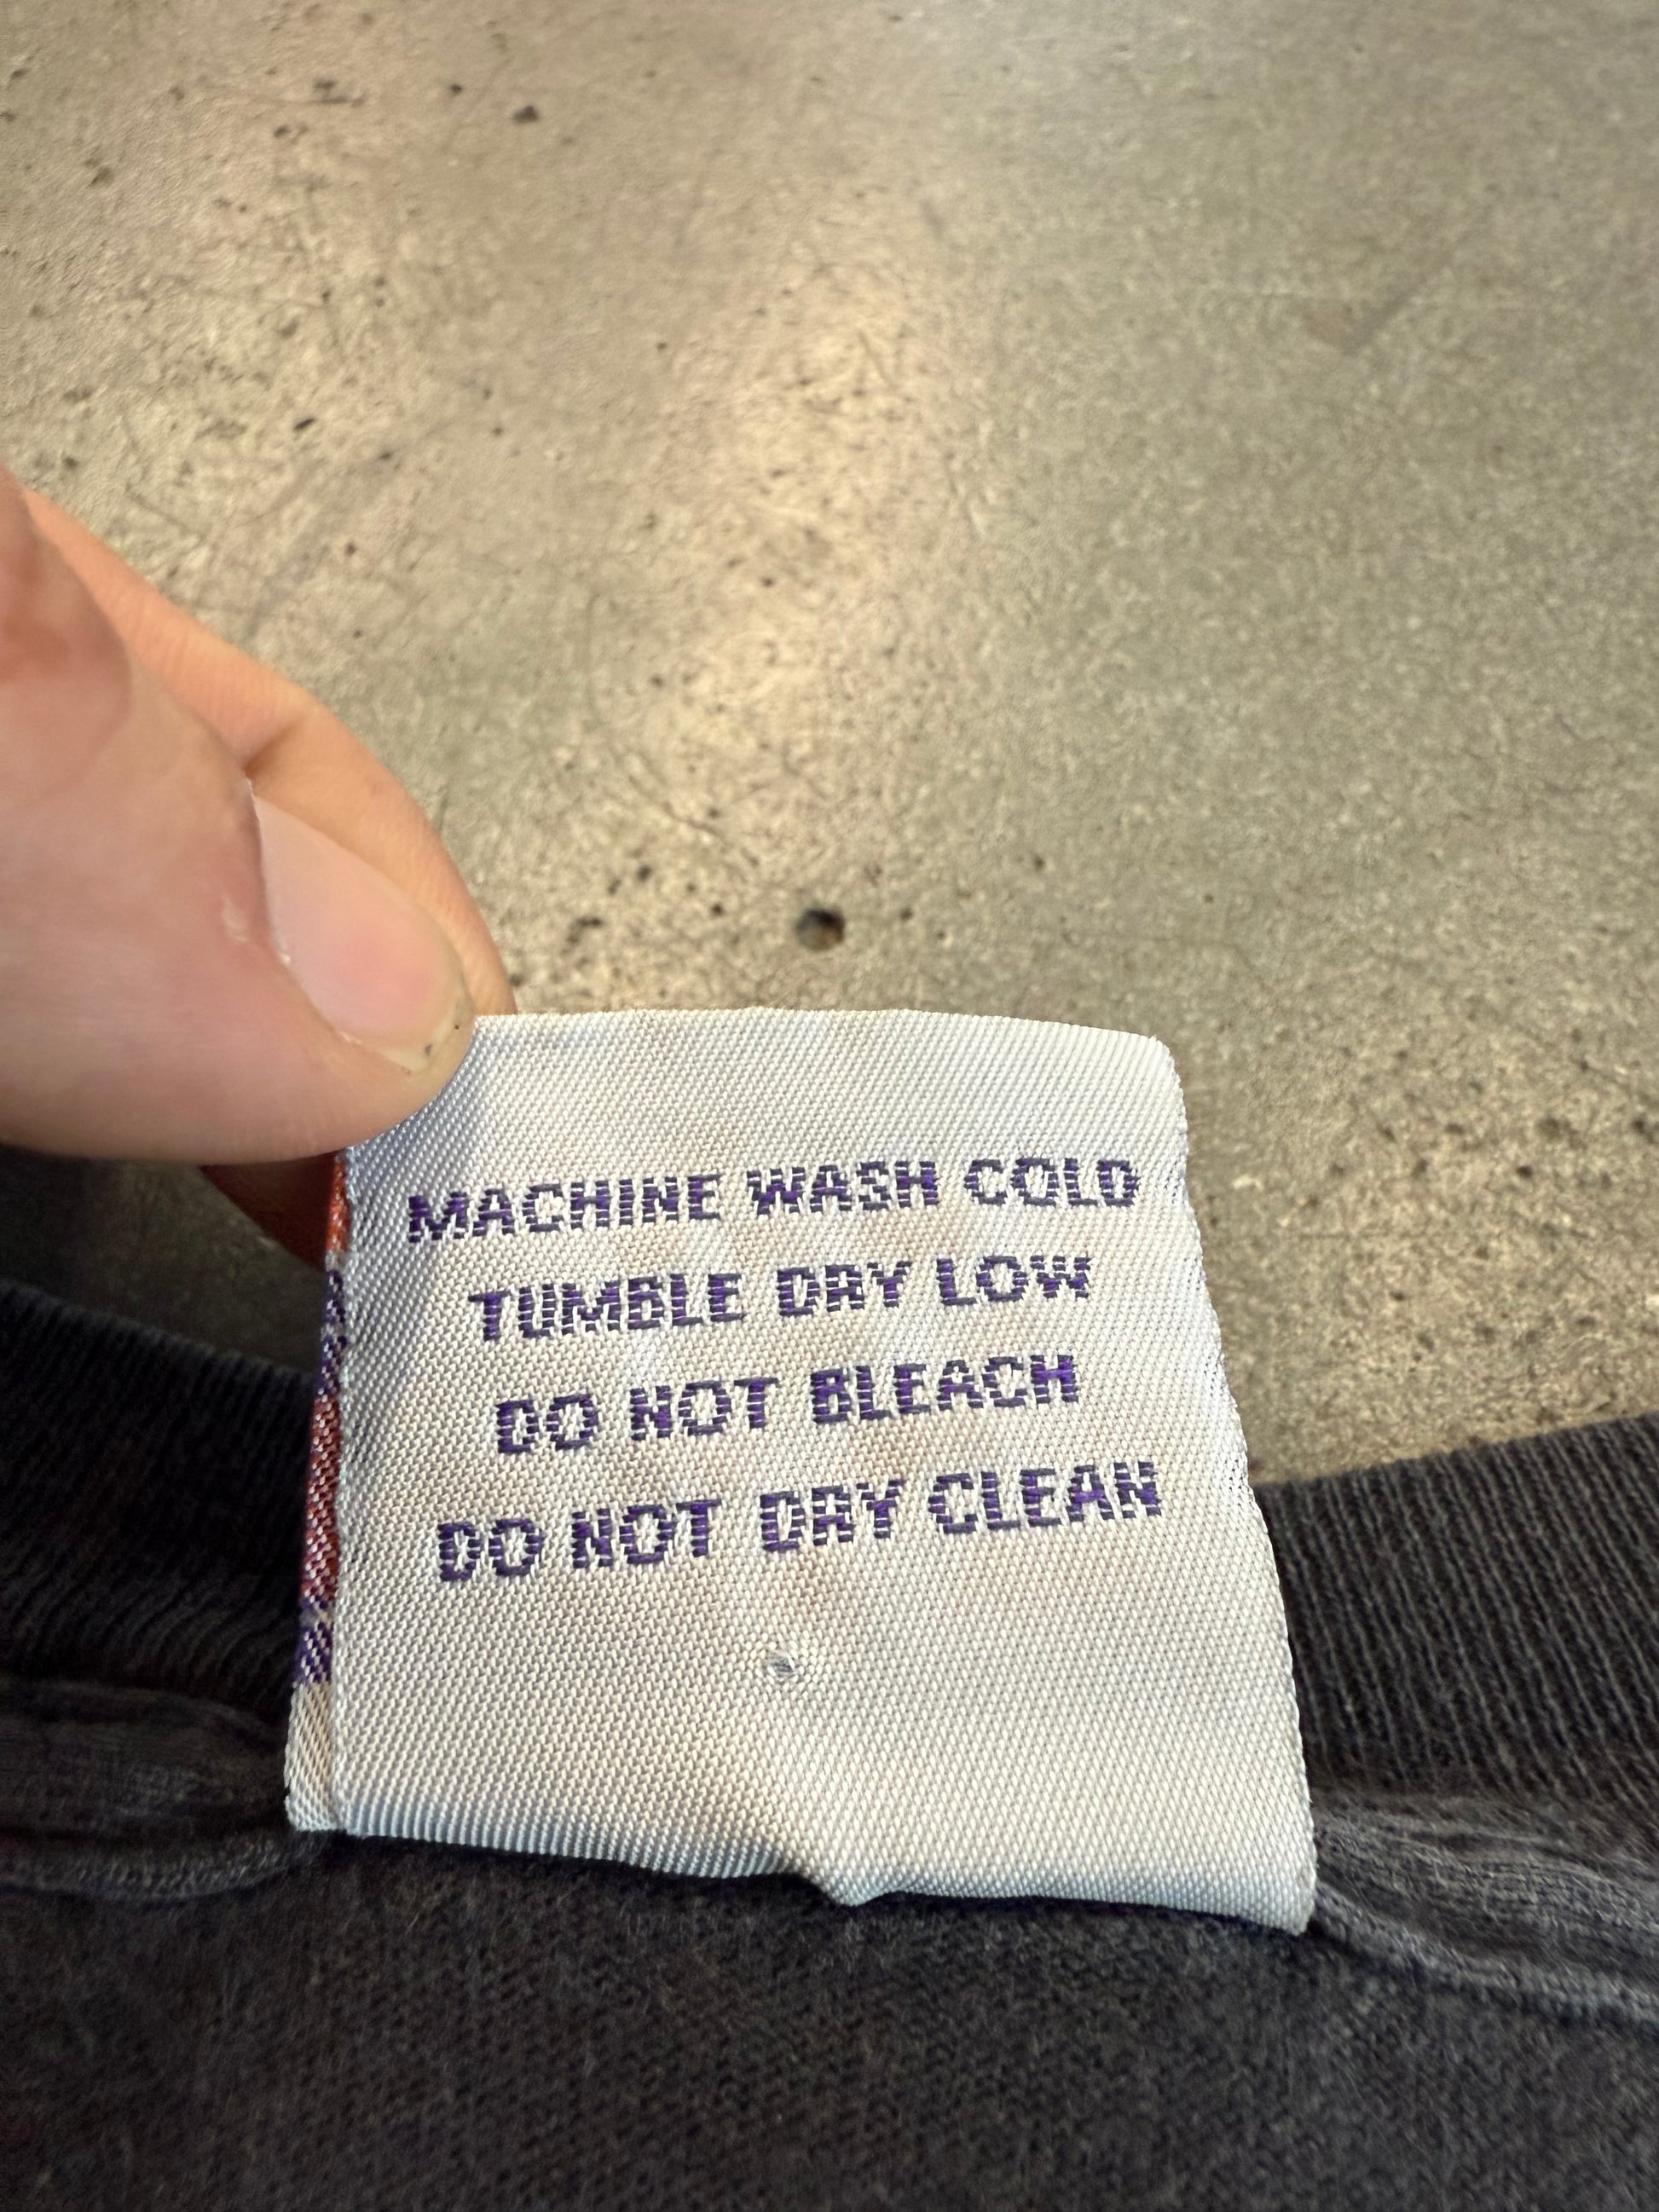 MACHINE WASH COLD
TUMBLE DRY LOW
DO NOT BLEACH
DO NOT DRY CLEAN